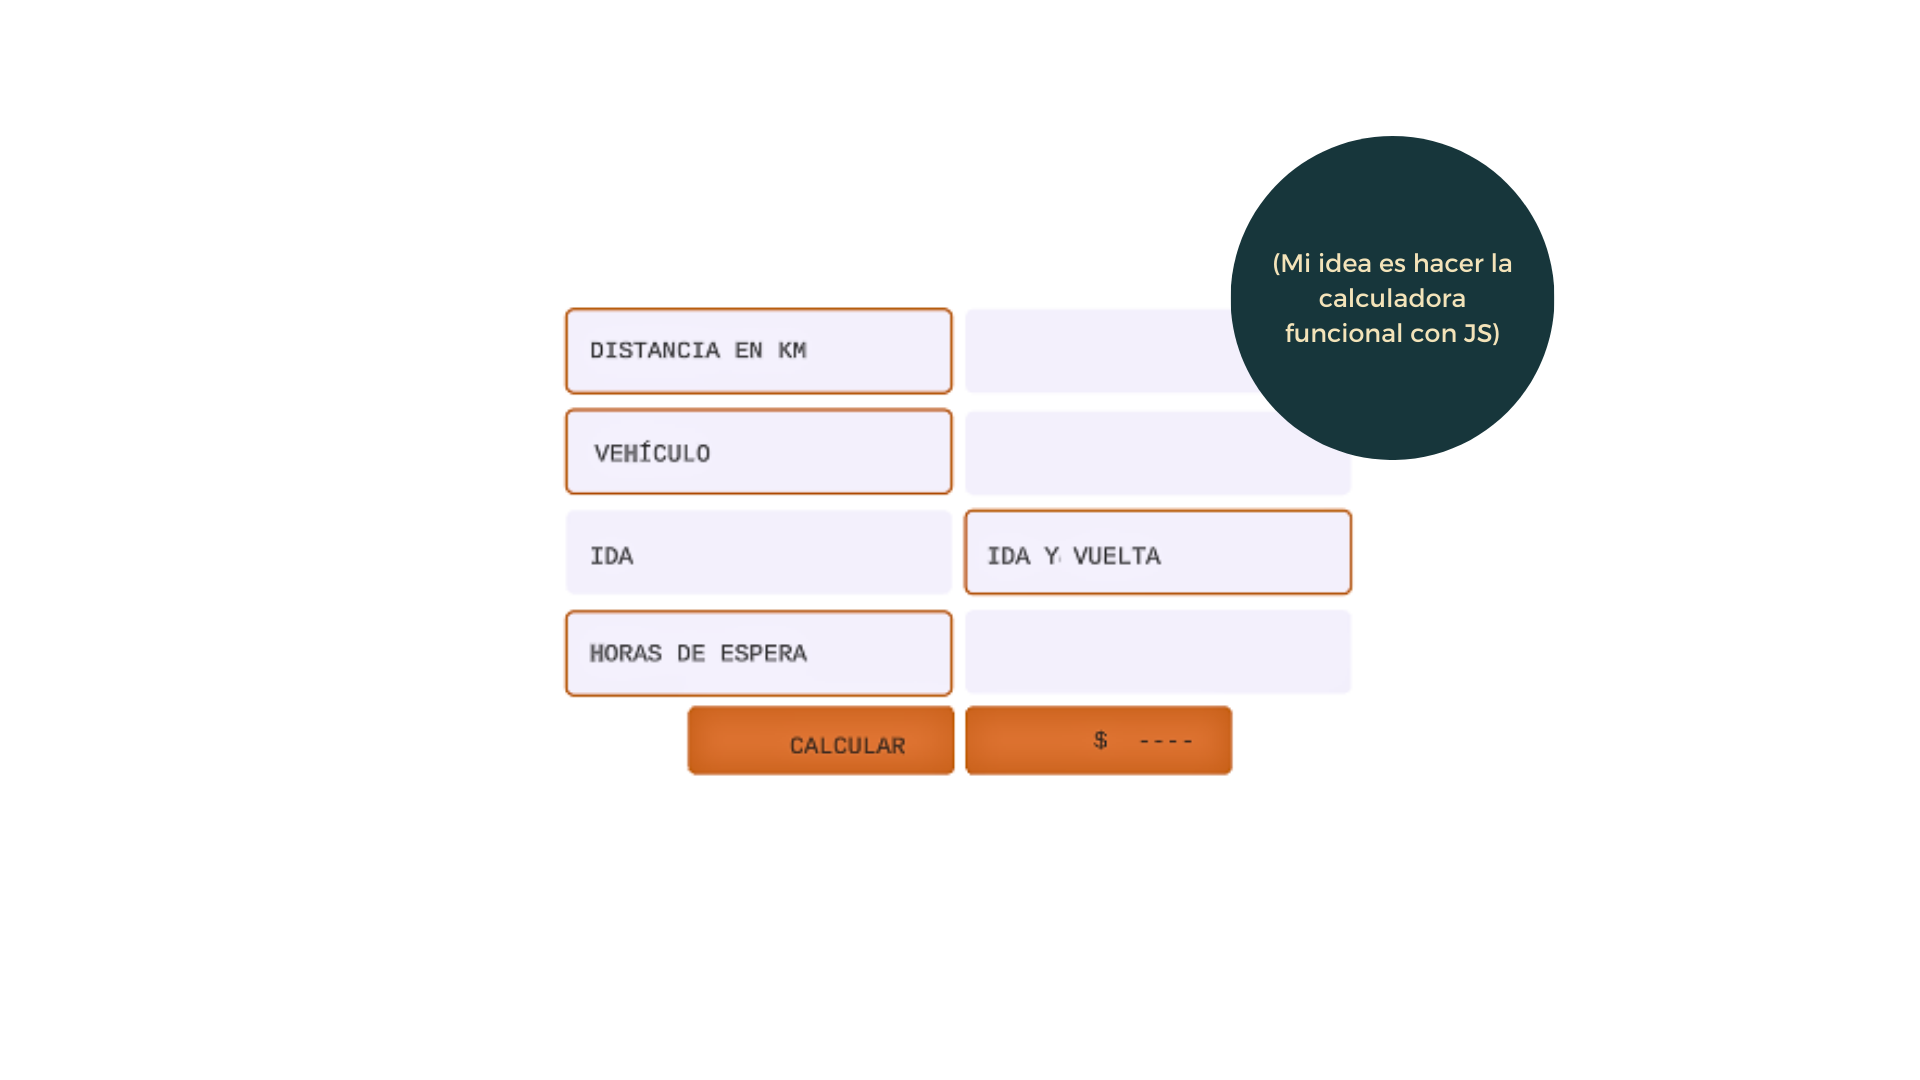 (Mi idea es hacer la
calculadora
funcional con JS)
DISTANCIA EN KM
VEHÍCULO
IDA
IDA Y VUELTA
HORAS DE ESPERA
CALCULAR
$ ----